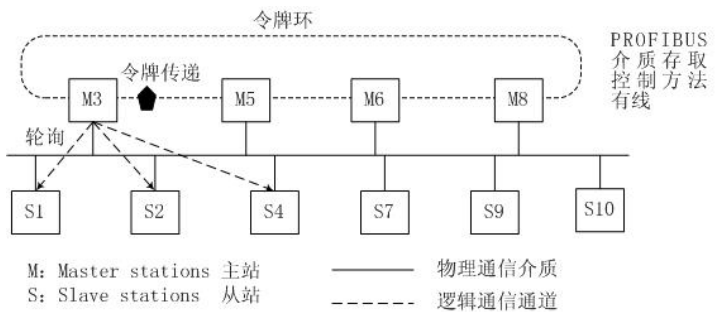 令牌环
PROFIBUS
介质存取
控制方法
有线
令牌传递
M3
M5
M6
M8
轮询
S1
S2
S4
S7
S9
S10
M: Master stations 主站
物理通信介质
S: Slave stations 从站
逻辑通信通道